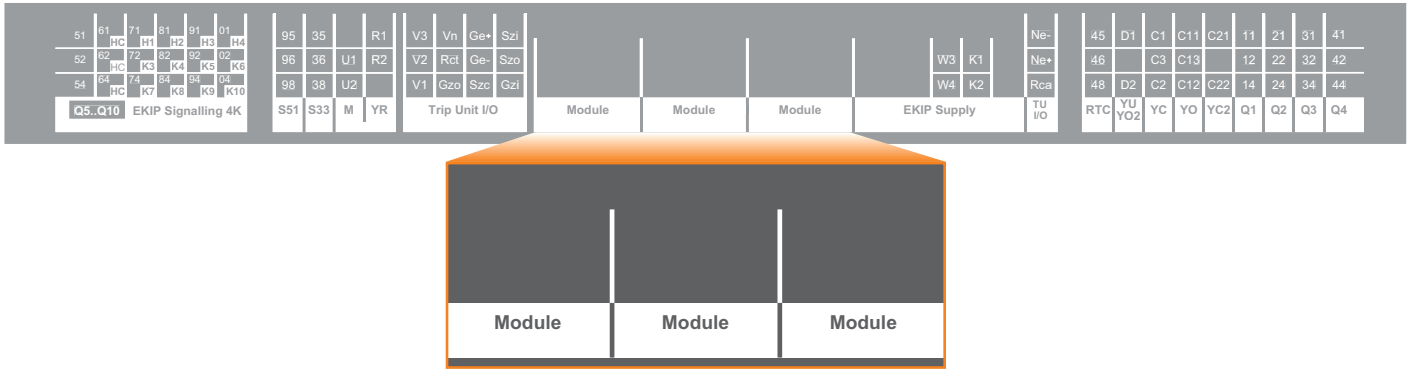 61 71 81 91 01
51 HC H1 H2 H3 H4 95 35 R1 V3 Vn Ge+ Szi Ne- 45 D1 C1 C11 C21 11 21 31 41
62 72 82 92 02
52 HC K3 K4 K5 K6 96 36 U1 R2 V2 Rct Ge- Szo W3 K1 Ne+ 46 C3 C13 12 22 32 42
64 74 84 94 04
54 HC K7 K8 K9 K10 98 38 U2 V1 Gzo Szc Gzi W4 K2 Rca 48 D2 C2 C12 C22 14 24 34 44
Q5..Q10 EKIP Signalling 4K S51 S33 M YR Trip Unit I/O Module Module Module EKIP Supply TU I/O RTC YU YO2 YC YO YC2 Q1 Q2 Q3 Q4
Module Module Module